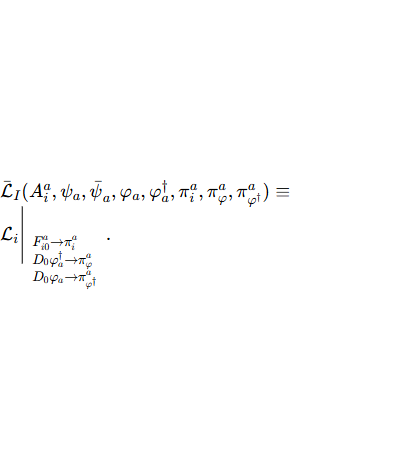 $\bar{\mathcal{L}}_I(A_i^a, \psi_a, \bar{\psi}_a, \varphi_a, \varphi_a^\dagger, \pi_i^a, \pi_\varphi^a, \pi_{\varphi^\dagger}^a) \equiv$
$\mathcal{L}_i \Big|_{\substack{F_{i0}^a \to \pi_i^a \\ D_0\varphi_a^\dagger \to \pi_\varphi^a \\ D_0\varphi_a \to \pi_{\varphi^\dagger}^a}} .$